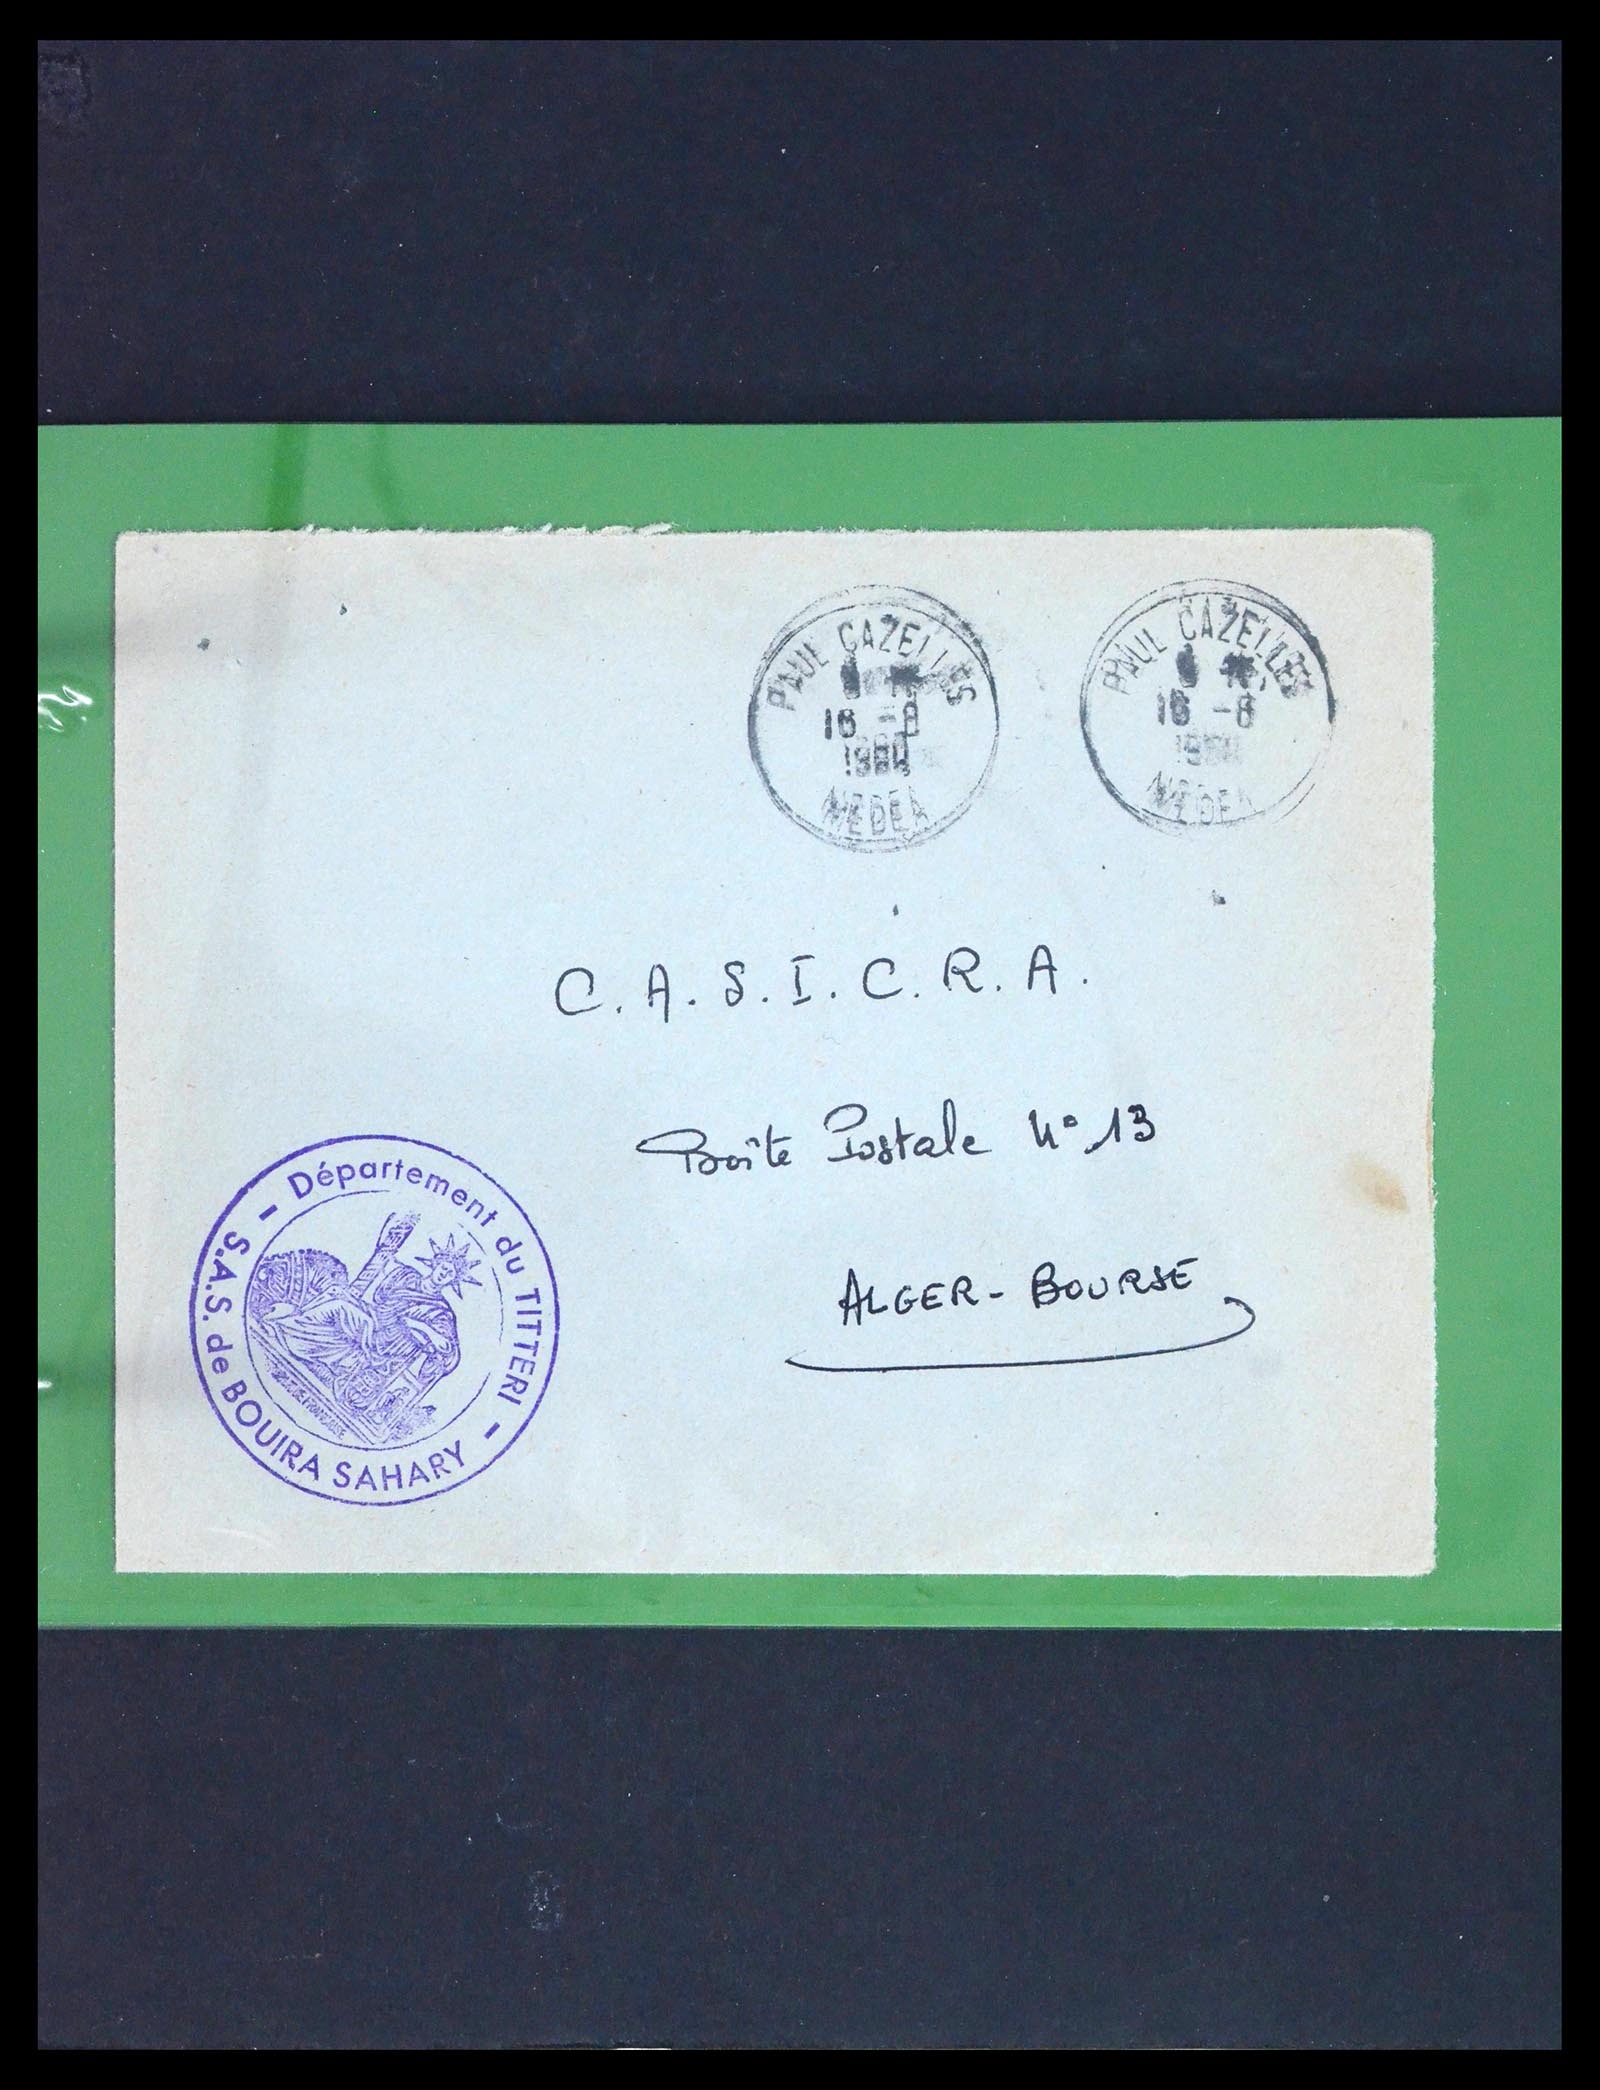 PAUL CAZELLES
16 -8
MEDEA
PAUL CAZELLES
16 -8
MEDEA
C.A.S.I.C.R.A.
Boîte Postale N° 13
ALGER - BOURSE
- Département du TITTERI -
S.A.S. de BOUIRA SAHARY